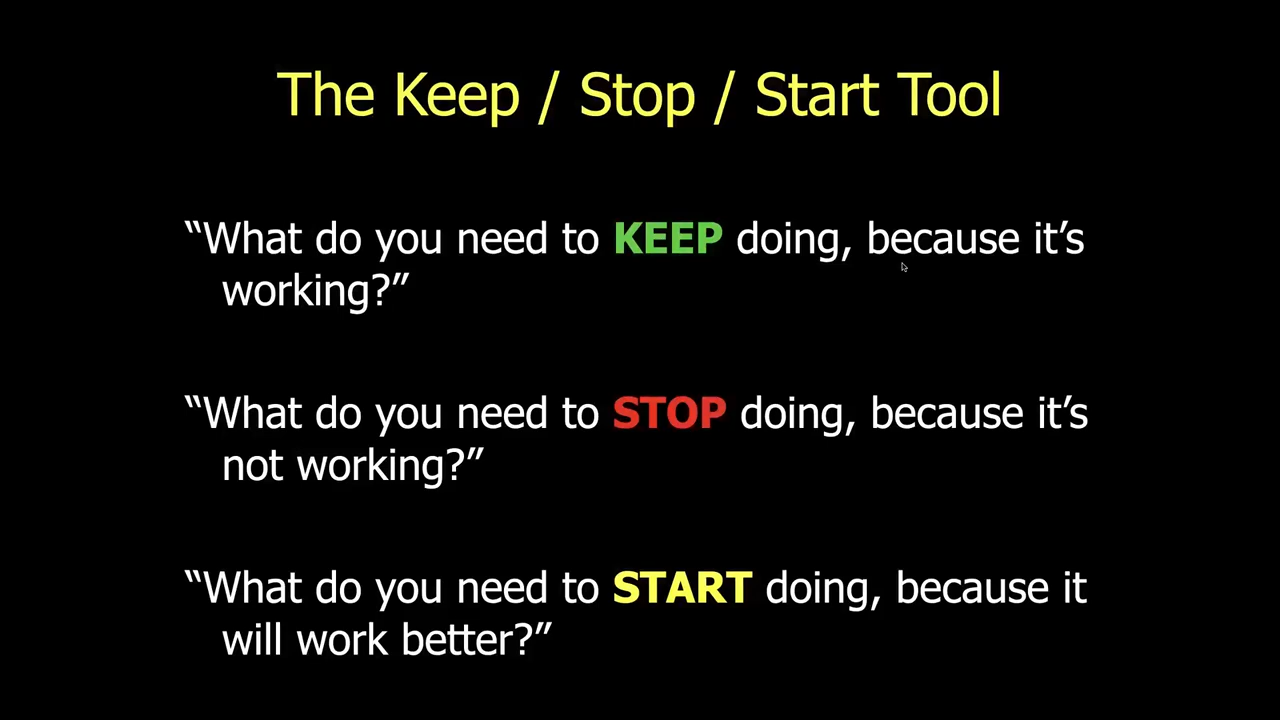 The Keep / Stop / Start Tool
“What do you need to KEEP doing, because it’s
working?”
“What do you need to STOP doing, because it’s
not working?”
“What do you need to START doing, because it
will work better?”